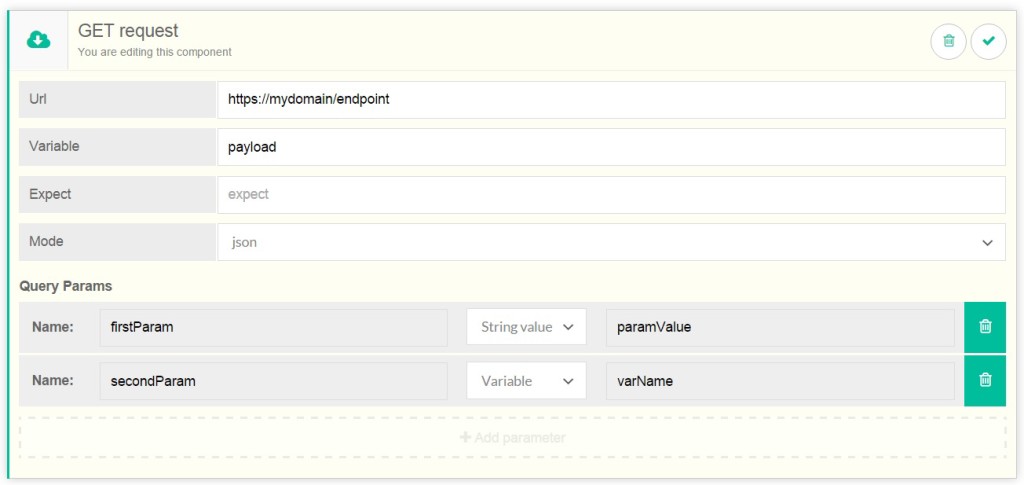 GET request
You are editing this component
Url https://mydomain/endpoint
Variable payload
Expect expect
Mode json
Query Params
Name: firstParam String value paramValue
Name: secondParam Variable varName
Add parameter